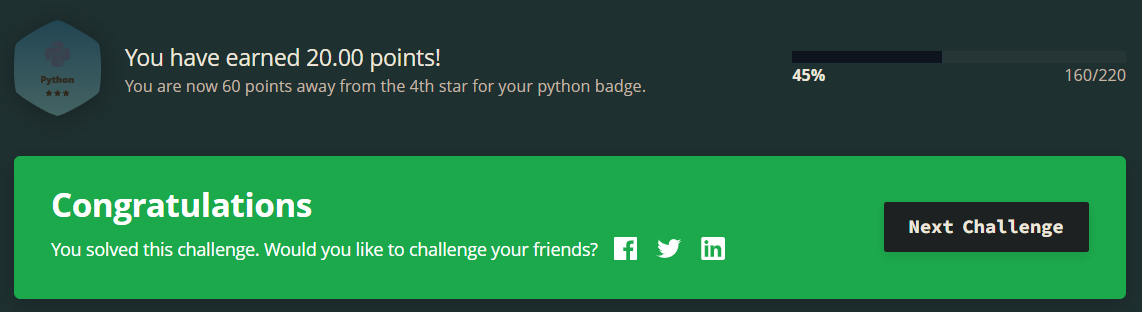 You have earned 20.00 points!
You are now 60 points away from the 4th star for your python badge.
Python
45%
160/220
Congratulations
You solved this challenge. Would you like to challenge your friends?
Next Challenge